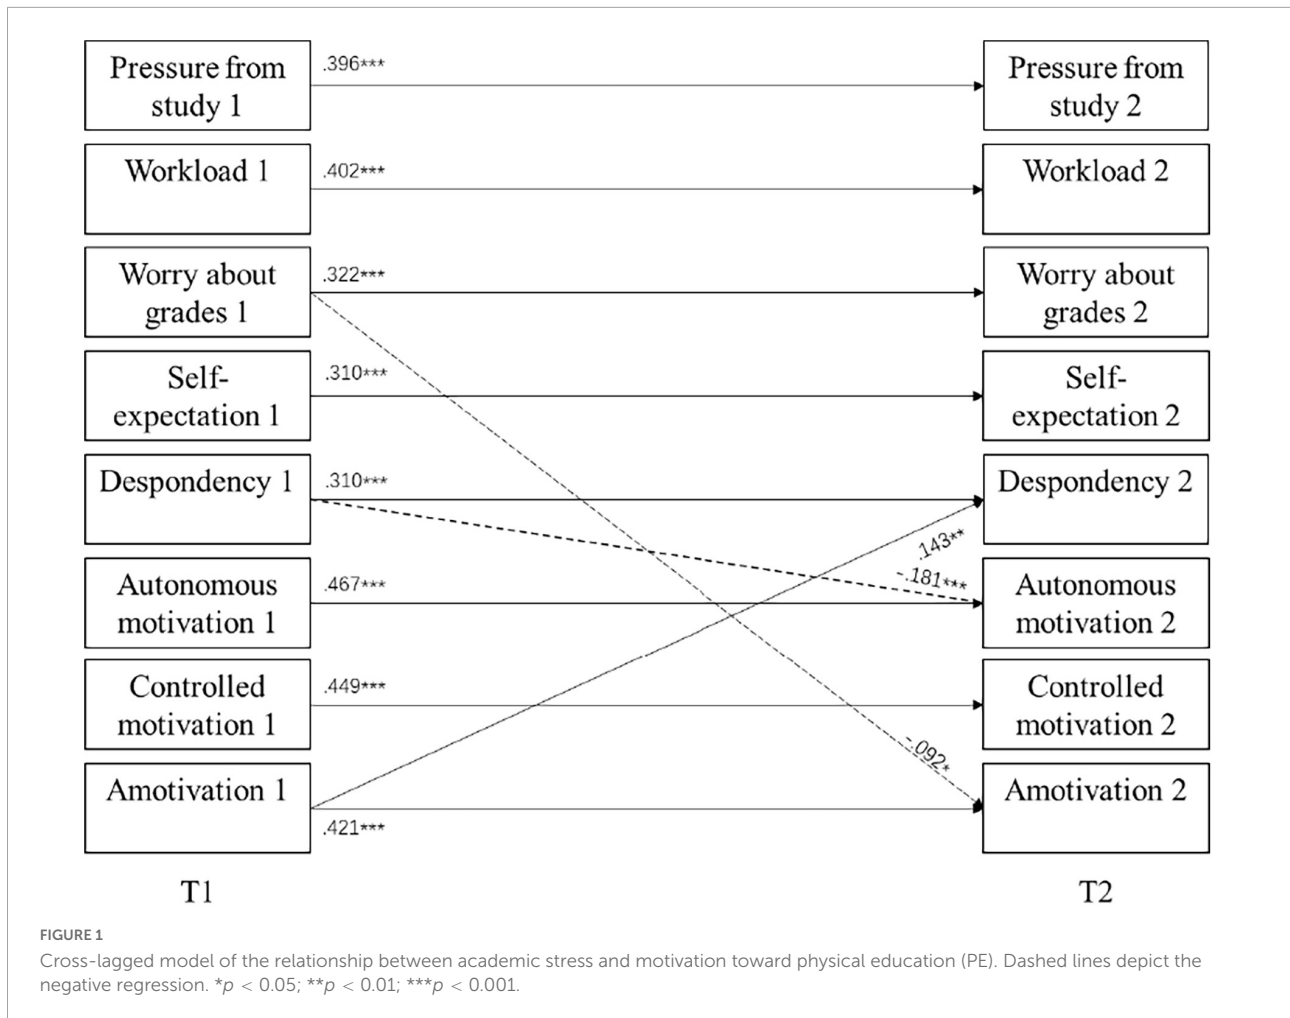 Pressure from
study 1
.396***
Pressure from
study 2
Workload 1
.402***
Workload 2
Worry about
grades 1
.322***
Worry about
grades 2
Self-
expectation 1
.310***
Self-
expectation 2
Despondency 1
.310***
Despondency 2
.143**
-.181***
Autonomous
motivation 1
.467***
Autonomous
motivation 2
Controlled
motivation 1
.449***
Controlled
motivation 2
-.092*
Amotivation 1
.421***
Amotivation 2
T1
T2
FIGURE 1
Cross-lagged model of the relationship between academic stress and motivation toward physical education (PE). Dashed lines depict the
negative regression. *p < 0.05; **p < 0.01; ***p < 0.001.